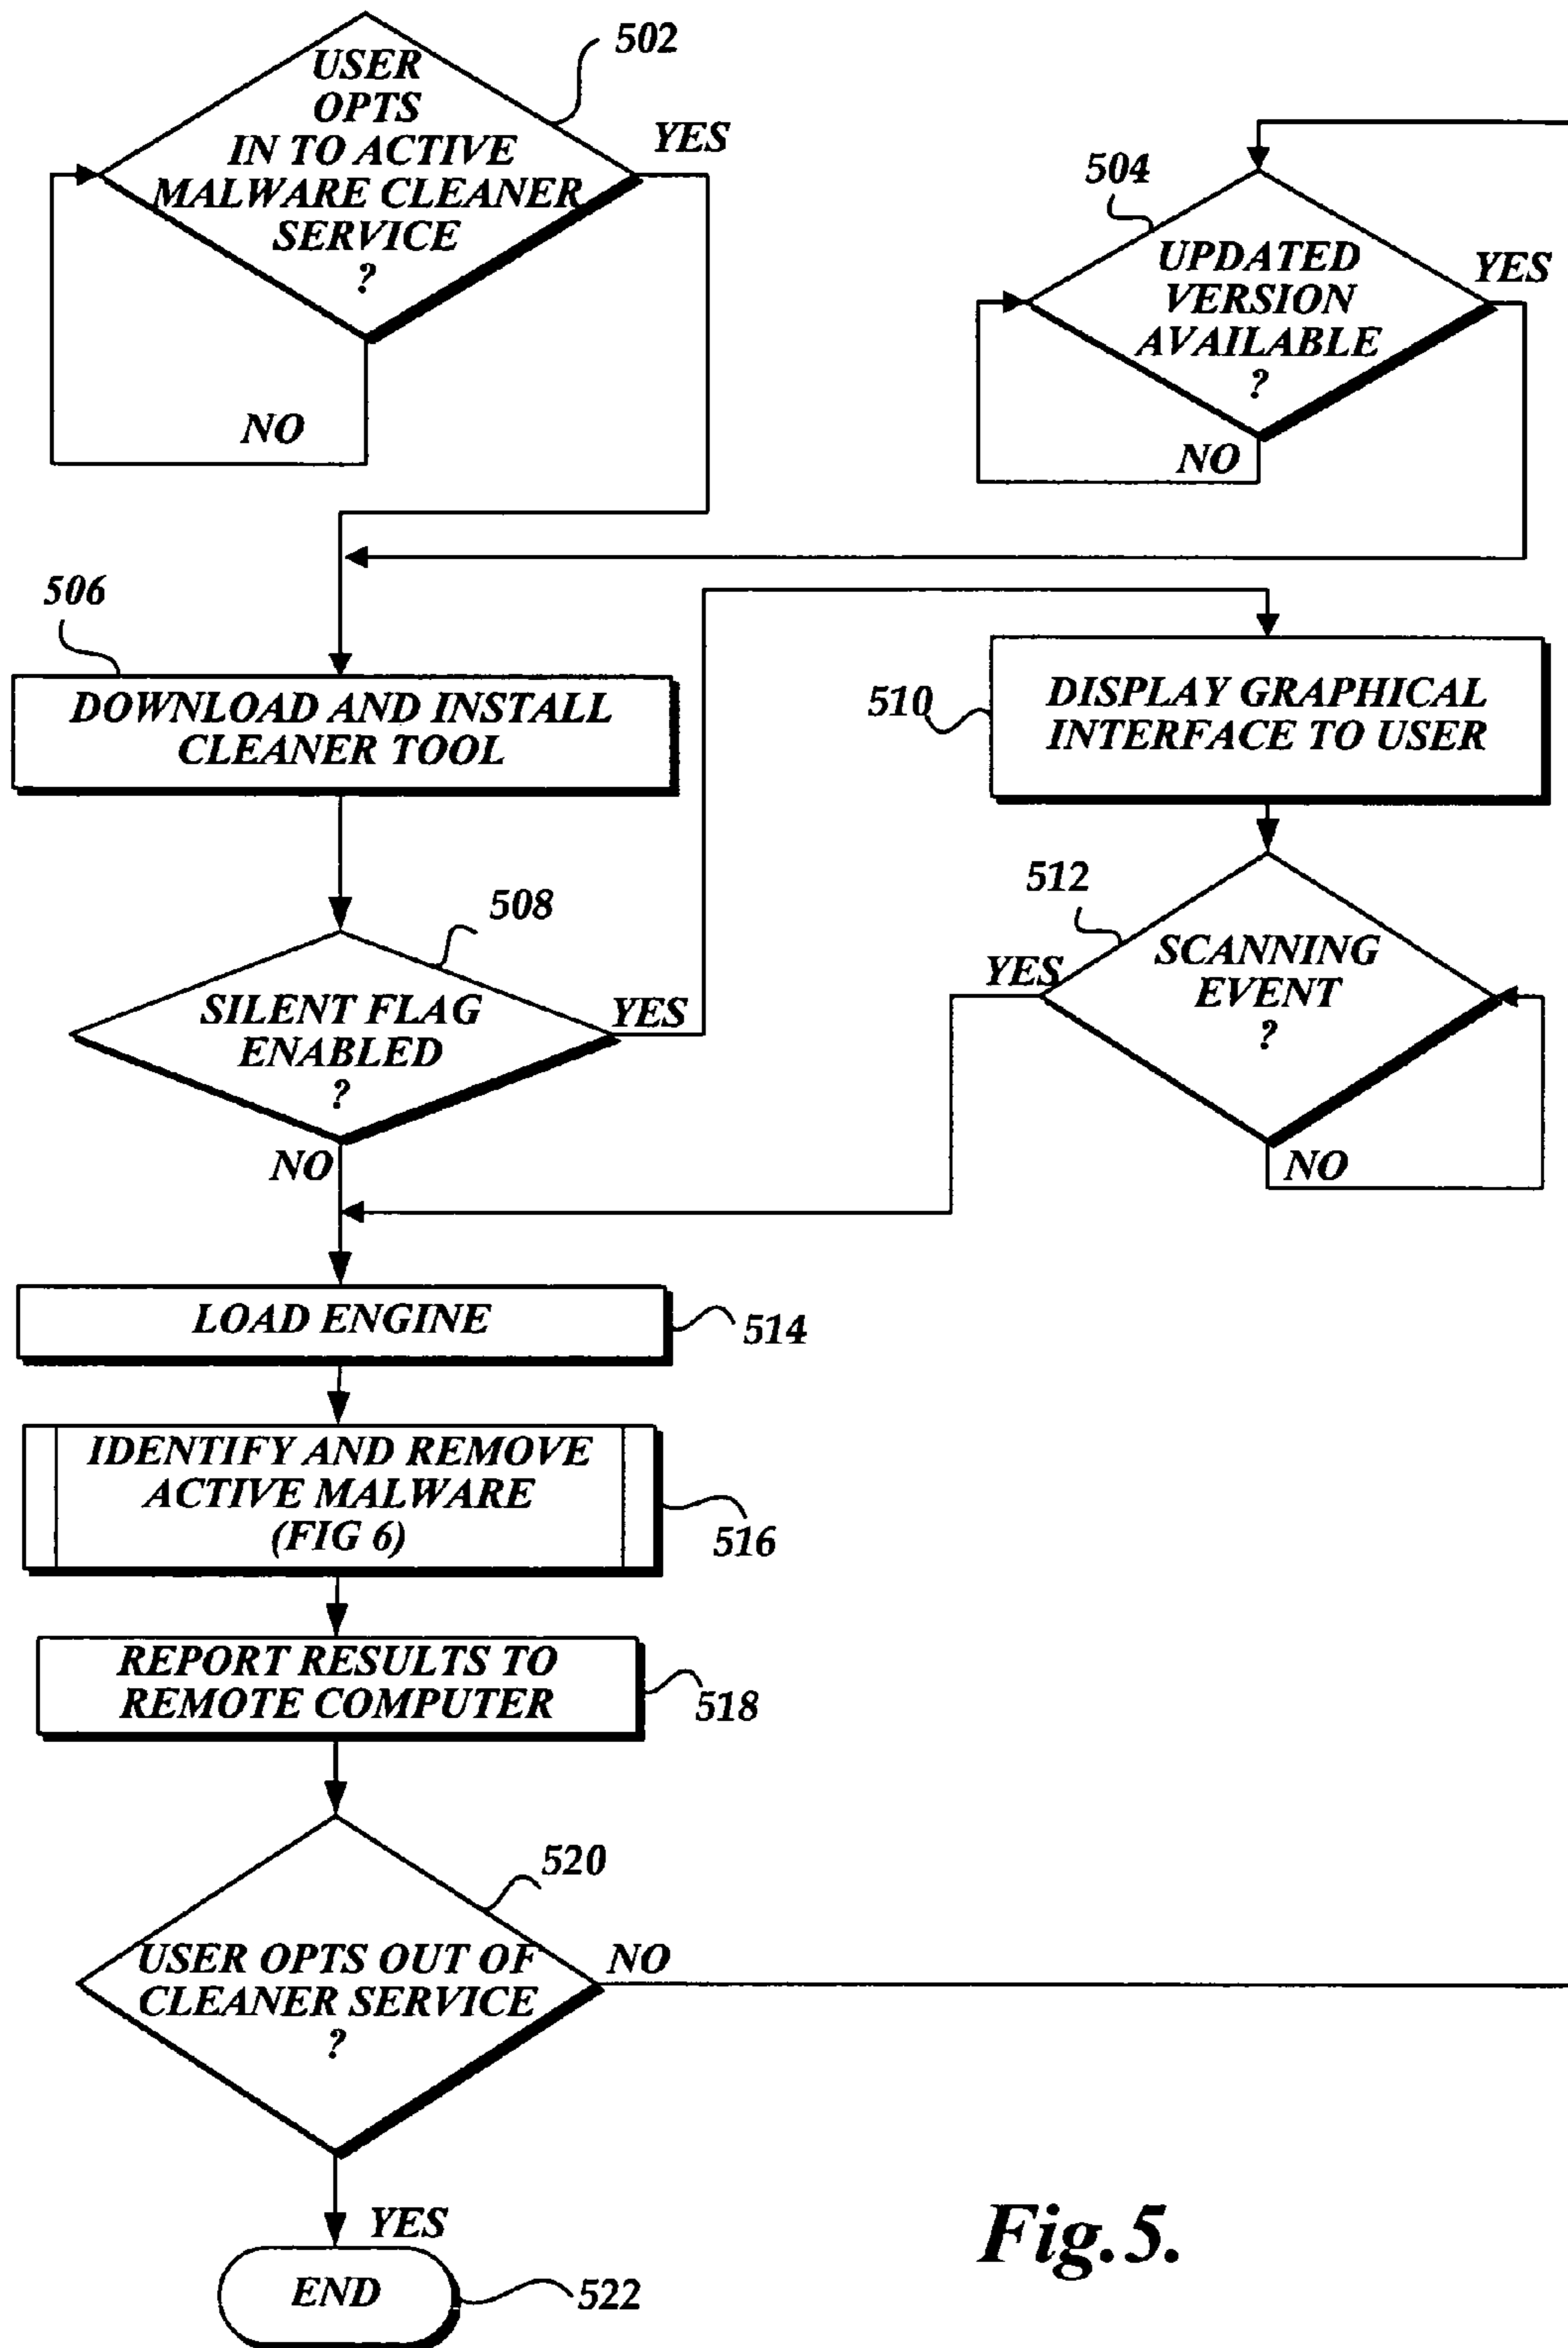 502
USER
OPTS
IN TO ACTIVE
MALWARE CLEANER
SERVICE
?
YES
NO
504
UPDATED
VERSION
AVAILABLE
?
YES
NO
506
DOWNLOAD AND INSTALL
CLEANER TOOL
510
DISPLAY GRAPHICAL
INTERFACE TO USER
508
SILENT FLAG
ENABLED
?
YES
NO
512
SCANNING
EVENT
?
YES
NO
LOAD ENGINE
514
IDENTIFY AND REMOVE
ACTIVE MALWARE
(FIG 6)
516
REPORT RESULTS TO
REMOTE COMPUTER
518
520
USER OPTS OUT OF
CLEANER SERVICE
?
NO
YES
END
522
Fig.5.